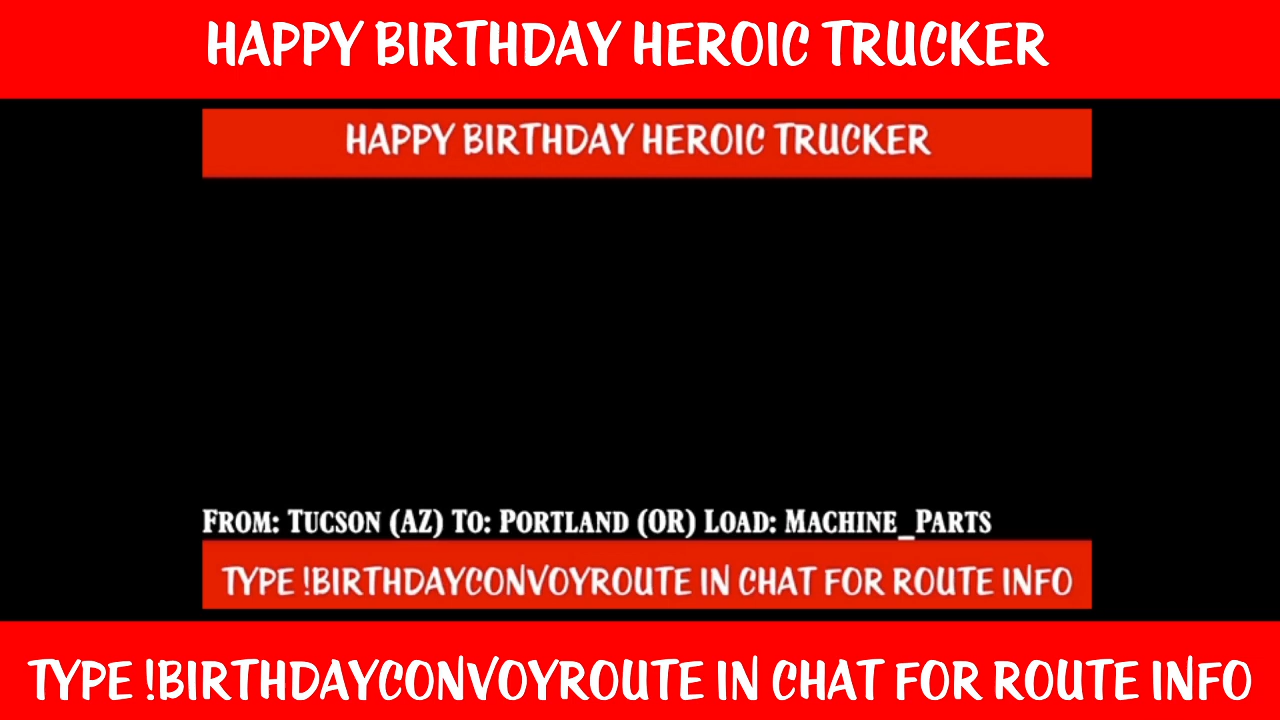 HAPPY BIRTHDAY HEROIC TRUCKER
HAPPY BIRTHDAY HEROIC TRUCKER
FROM: TUCSON (AZ) TO: PORTLAND (OR) LOAD: MACHINE_PARTS
TYPE !BIRTHDAYCONVOYROUTE IN CHAT FOR ROUTE INFO
TYPE !BIRTHDAYCONVOYROUTE IN CHAT FOR ROUTE INFO